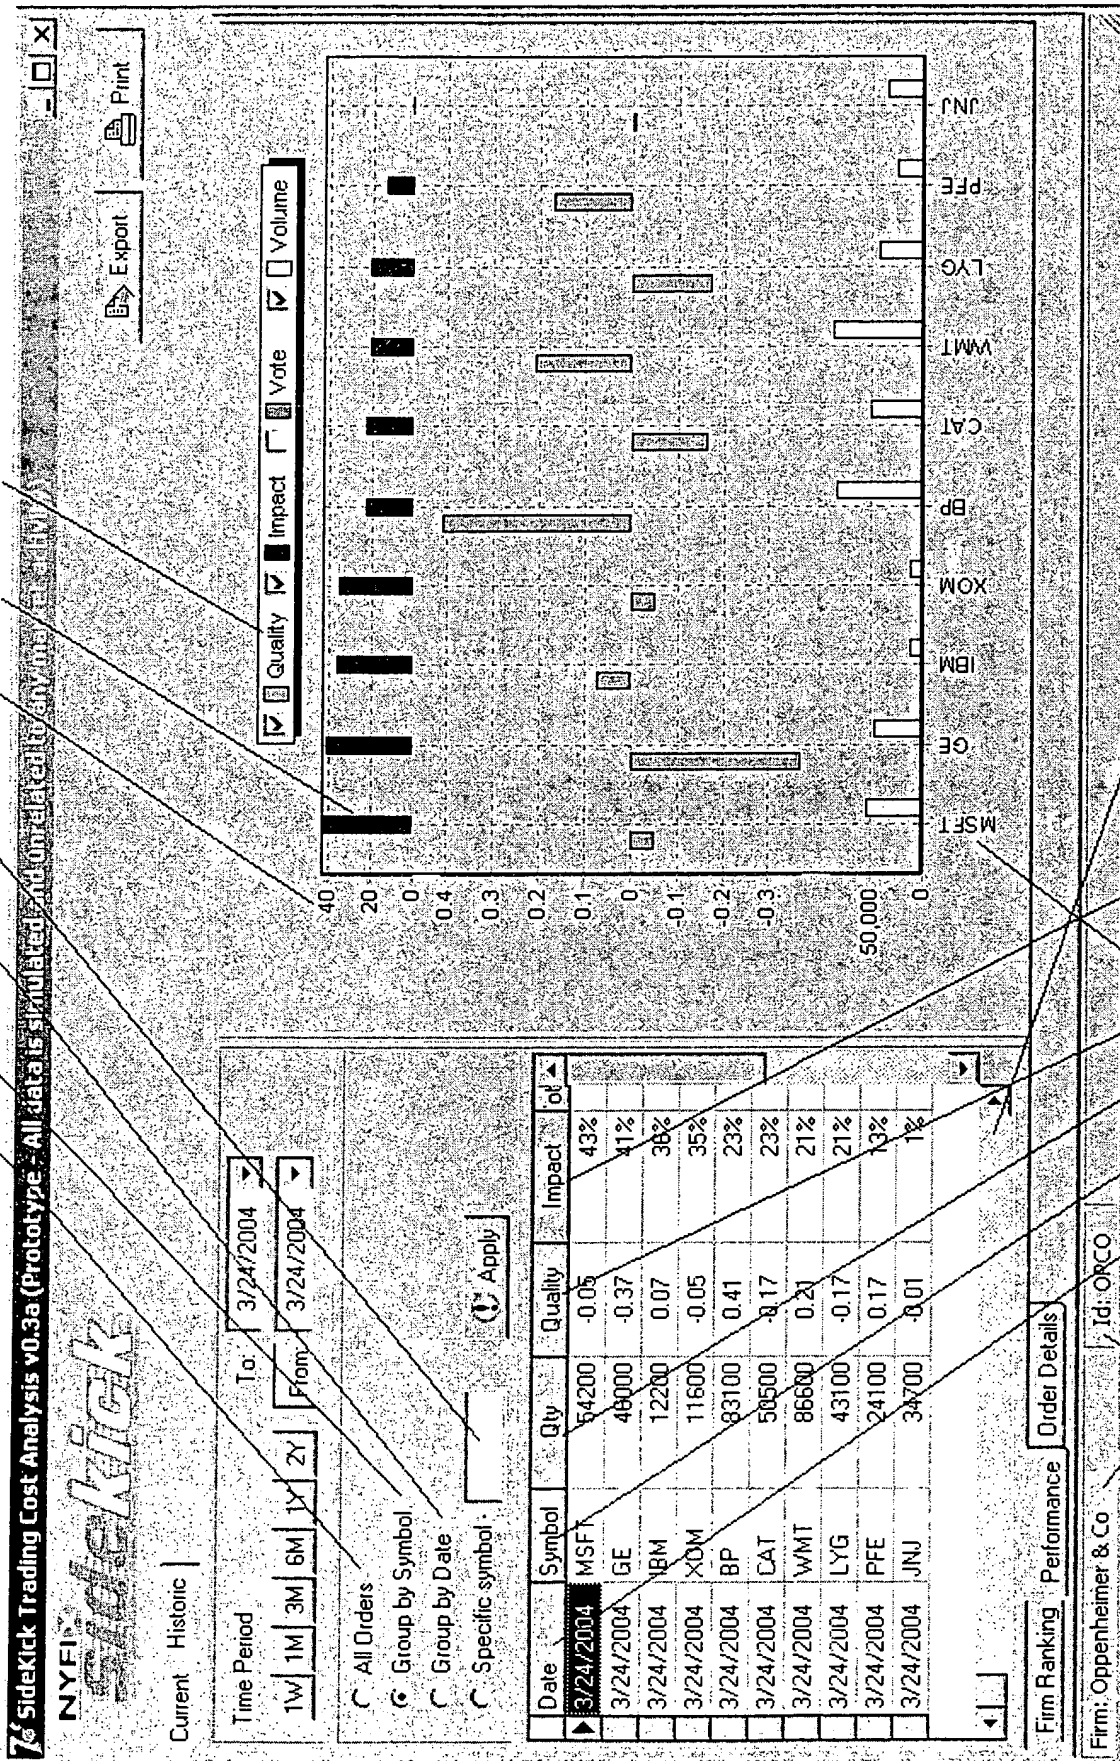 SideKick Trading Cost Analysis v0.3a (Prototype. All data is simulated and unrelated to any
NYFIX
sidekick
Export
Print
Current Historic
Time Period
To: 3/24/2004
1W 1M 3M 6M 1Y 2Y From: 3/24/2004
All Orders
Group by Symbol
Group by Date
Specific symbol
Apply
Date Symbol Qty Quality Impact ot
3/24/2004 MSFT 54200 -0.05 43%
3/24/2004 GE 46000 -0.37 41%
3/24/2004 IBM 12200 0.07 36%
3/24/2004 XOM 11600 -0.05 35%
3/24/2004 BP 83100 0.41 23%
3/24/2004 CAT 50500 -0.17 23%
3/24/2004 WMT 86600 0.21 21%
3/24/2004 LYG 43100 -0.17 21%
3/24/2004 PFE 24100 0.17 13%
3/24/2004 JNJ 34700 -0.01 1%
Quality Impact Vote Volume
40
20
0
0.4
0.3
0.2
0.1
0
-0.1
-0.3
50,000
0
MSFT GE IBM XOM BP CAT WMT LYG PFE JNJ
Firm Ranking Performance Order Details
Firm: Oppenheimer & Co , Id: OPCO